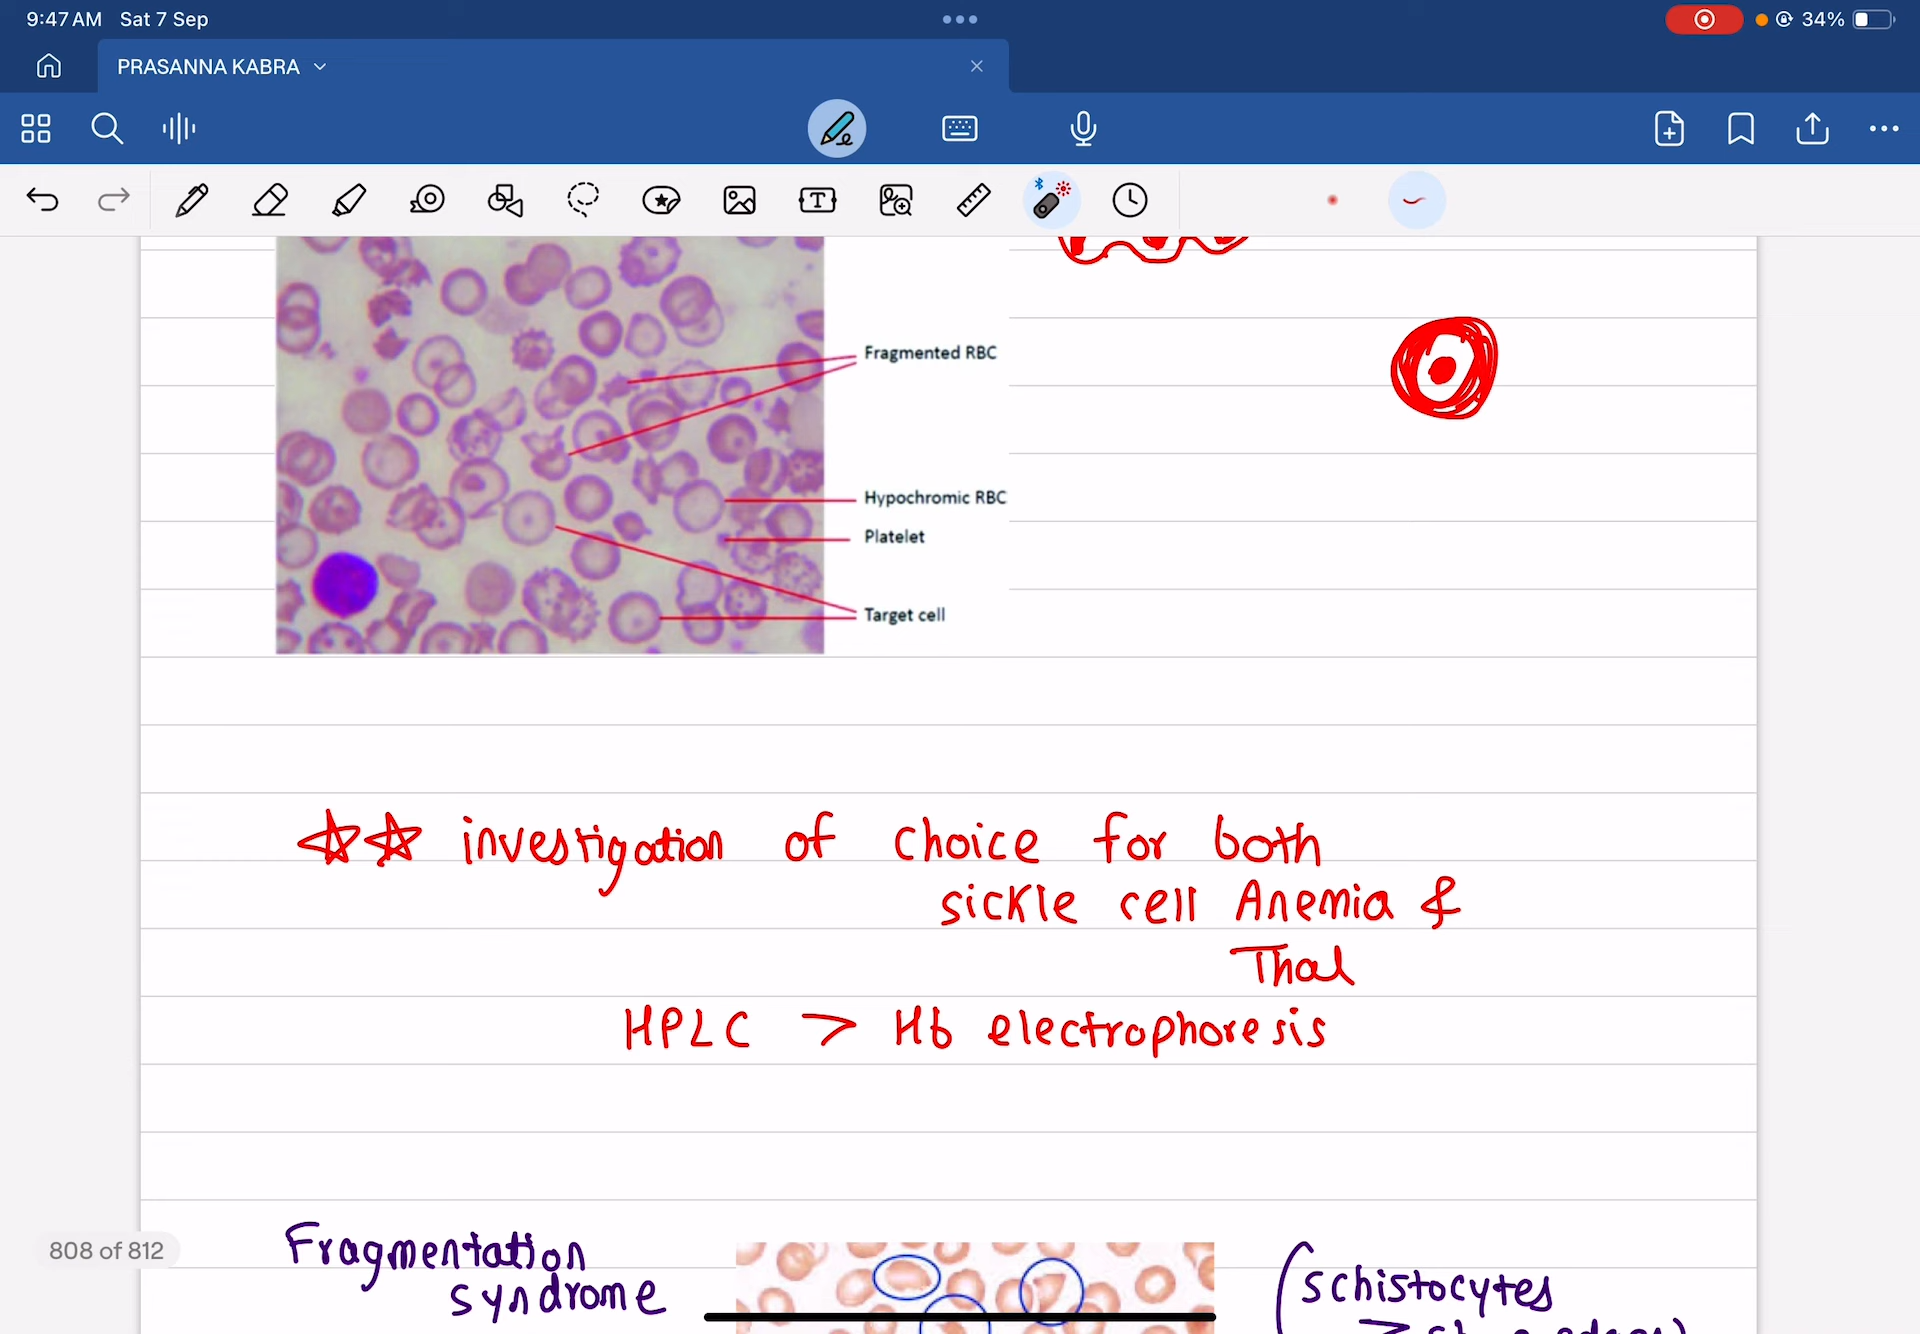 9:47 AM Sat 7 Sep
34%
PRASANNA KABRA
Fragmented RBC
Hypochromic RBC
Platelet
Target cell
investigation of choice for both
sickle cell Anemia &
Thal
HPLC > Hb electrophoresis
808 of 812
Fragmentation
syndrome
(schistocytes